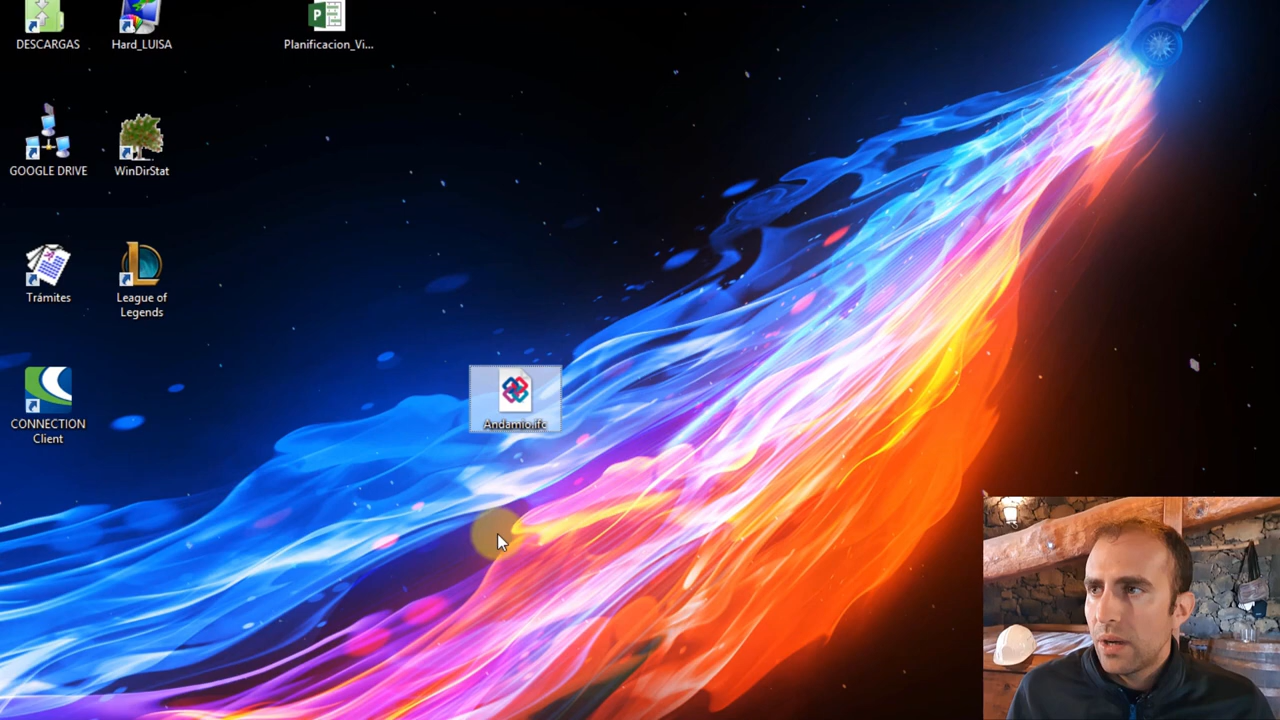 DESCARGAS
Hard_LUISA
Planificacion_Vi...
GOOGLE DRIVE
WinDirStat
Trámites
League of
Legends
CONNECTION
Client
Andamio.ifc
P